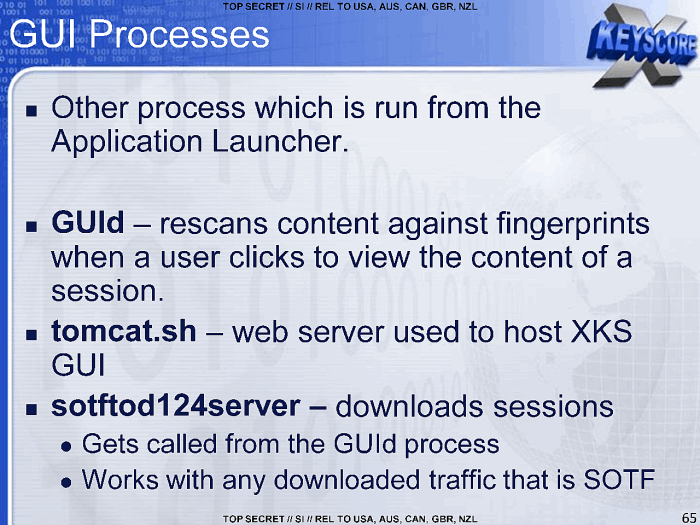 TOP SECRET // SI // REL TO USA, AUS, CAN, GBR, NZL
GUI Processes
XKEYSCORE
Other process which is run from the
Application Launcher.
GUId – rescans content against fingerprints
when a user clicks to view the content of a
session.
tomcat.sh – web server used to host XKS
GUI
sotftod124server – downloads sessions
Gets called from the GUId process
Works with any downloaded traffic that is SOTF
TOP SECRET // SI // REL TO USA, AUS, CAN, GBR, NZL
65